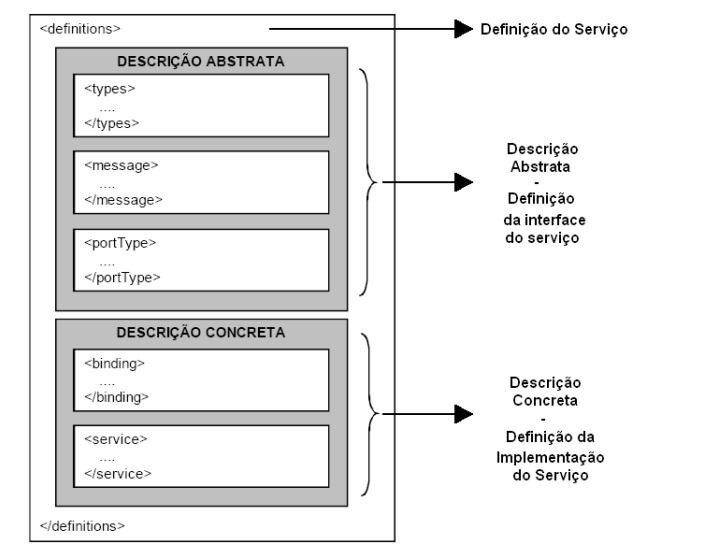 <definitions>
Definição do Serviço
DESCRIÇÃO ABSTRATA
<types>
....
</types>
<message>
....
</message>
<portType>
....
</portType>
Descrição
Abstrata
-
Definição
da interface
do serviço
DESCRIÇÃO CONCRETA
<binding>
....
</binding>
<service>
....
</service>
Descrição
Concreta
-
Definição da
Implementação
do Serviço
</definitions>